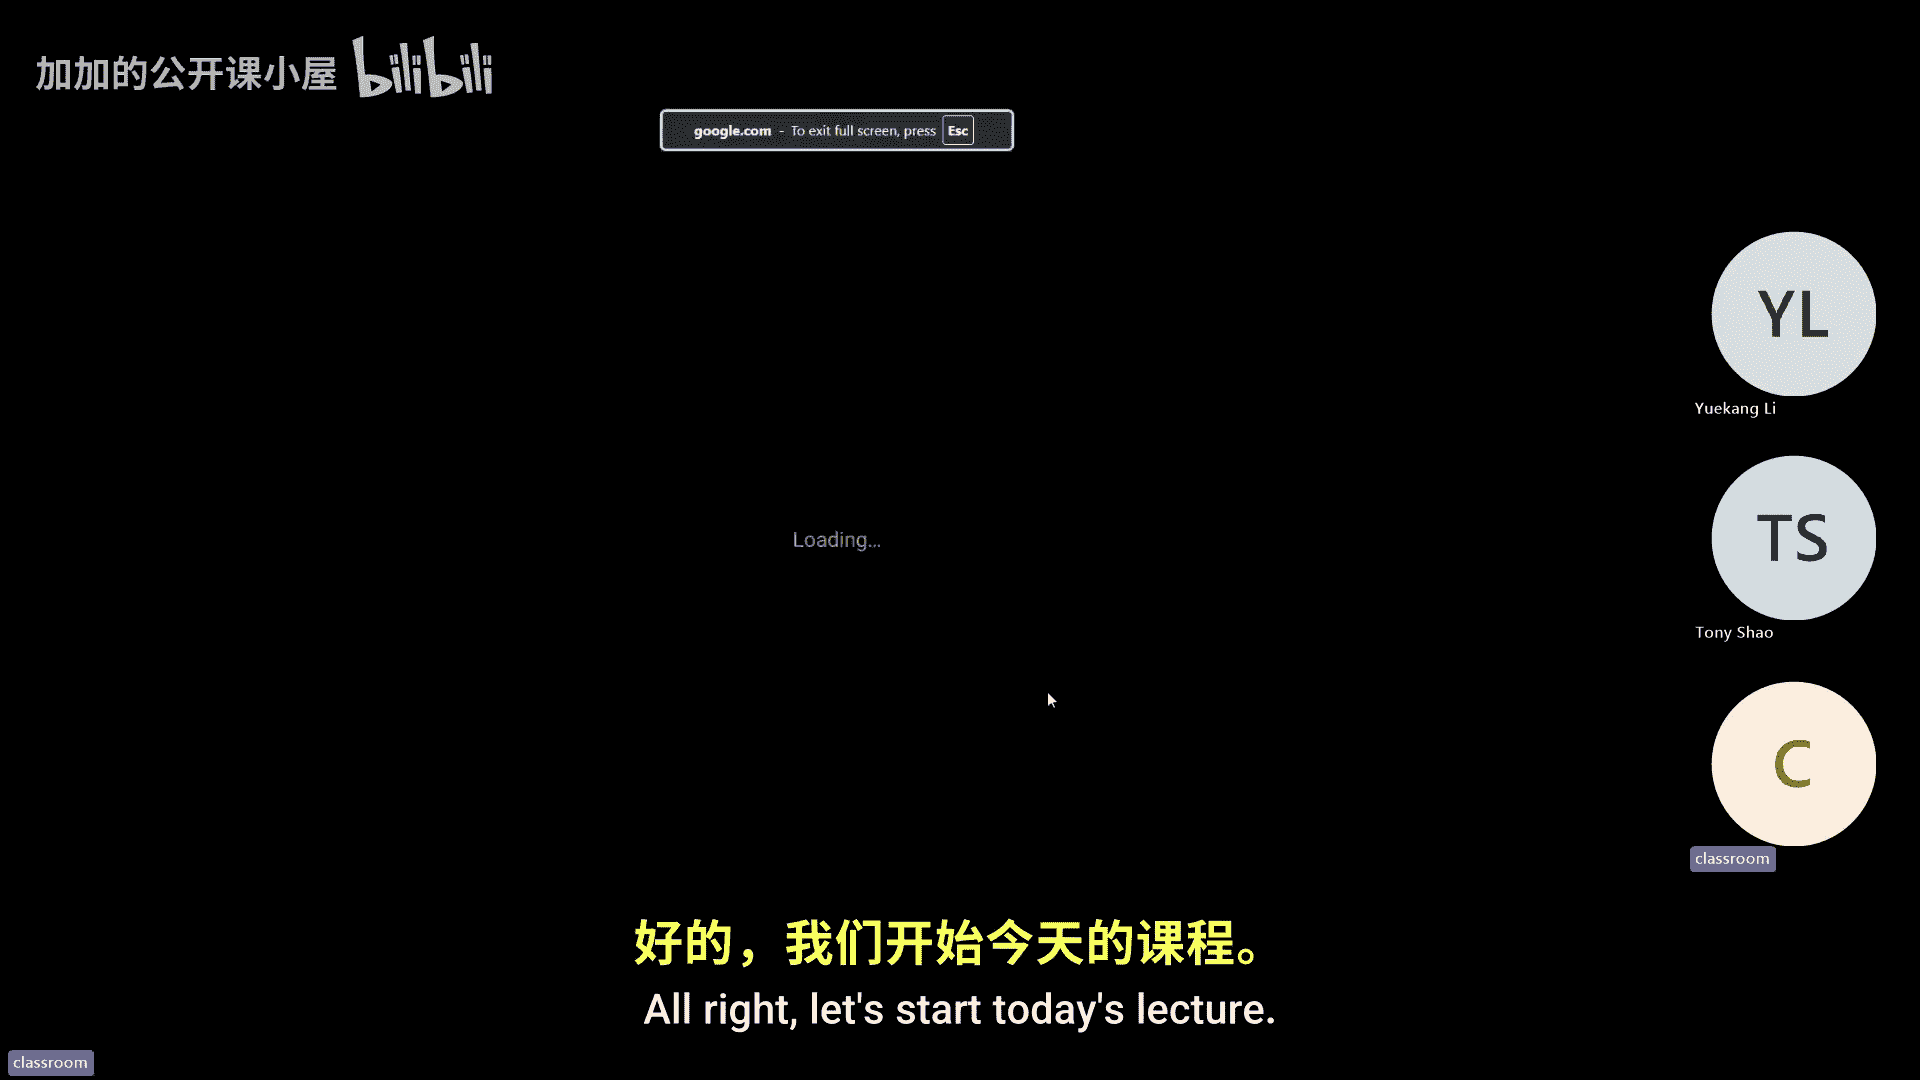 加加的公开课小屋 bilibili
google.com - To exit full screen, press Esc
YL
Yuekang Li
Loading...
TS
Tony Shao
C
classroom
好的，我们开始今天的课程。
All right, let's start today's lecture.
classroom